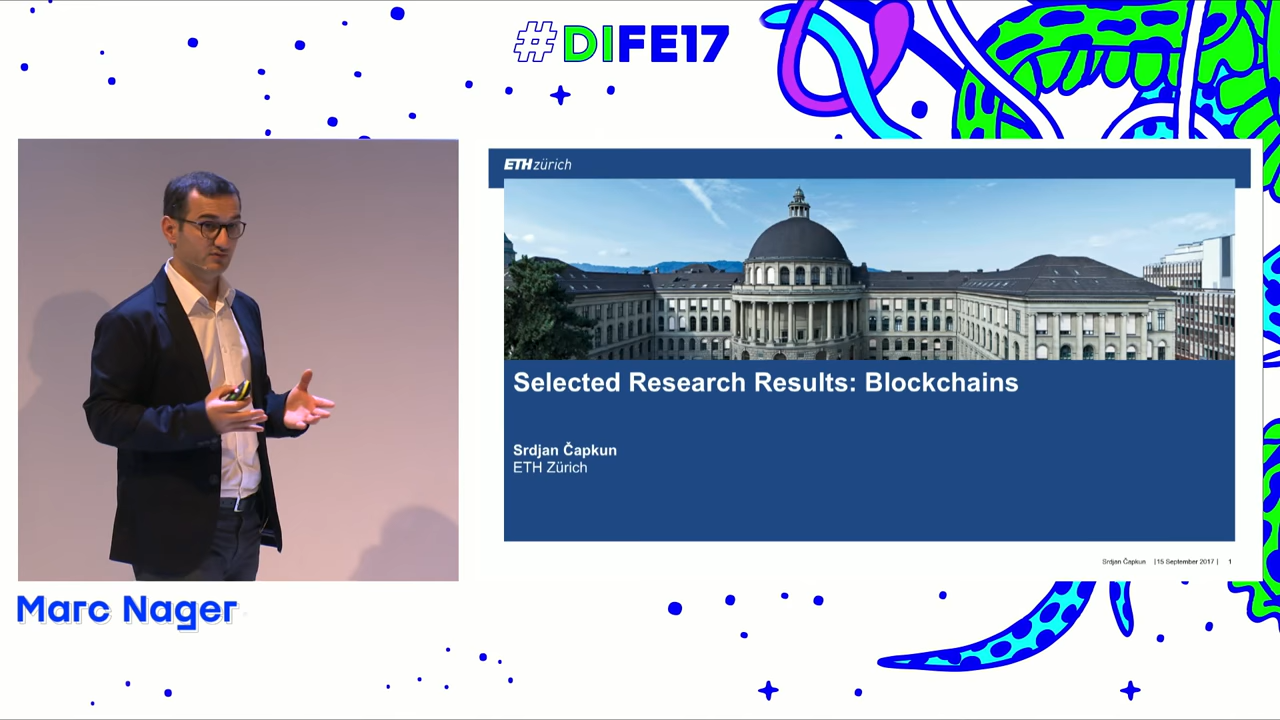 #DIFE17
ETH zürich
Selected Research Results: Blockchains
Srdjan Čapkun
ETH Zürich
Srdjan Čapkun | 15 September 2017 | 1
Marc Nager